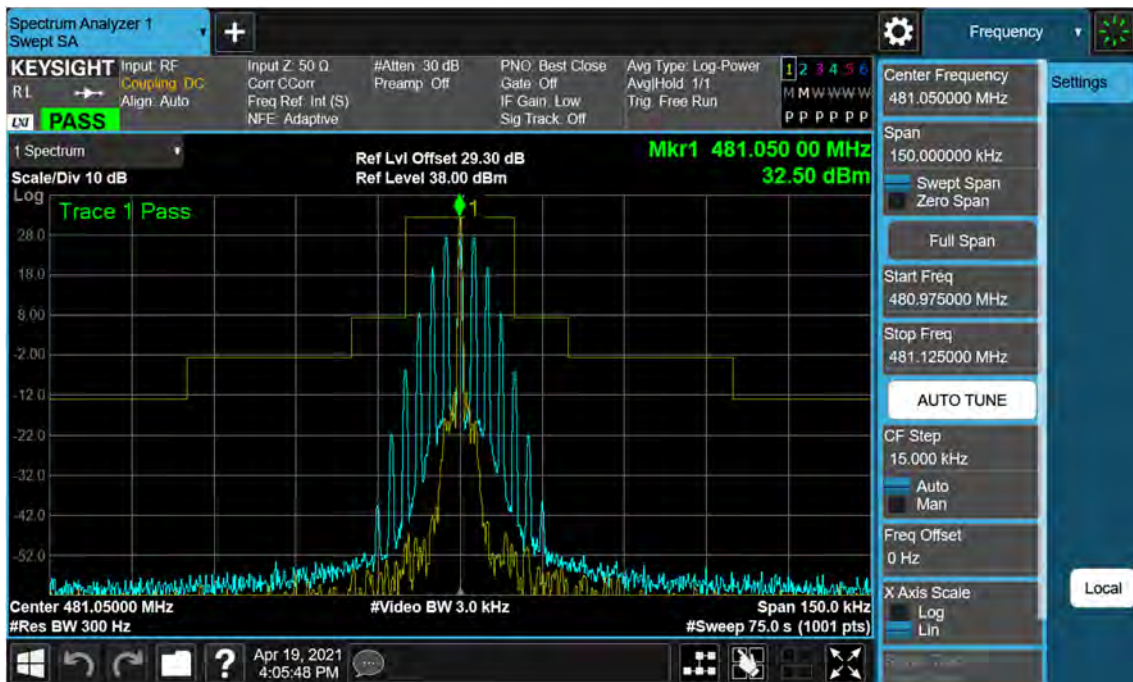 Spectrum Analyzer 1
Swept SA
Frequency
KEYSIGHT
RL
LXI PASS
Input: RF
Coupling: DC
Align: Auto
Input Z: 50 Ω
Corr CCorr
Freq Ref: Int (S)
NFE: Adaptive
#Atten: 30 dB
Preamp: Off
PNO: Best Close
Gate: Off
IF Gain: Low
Sig Track: Off
Avg Type: Log-Power
Avg|Hold: 1/1
Trig: Free Run
1 2 3 4 5 6
M M W W W W
P P P P P P
1 Spectrum
Scale/Div 10 dB
Ref Lvl Offset 29.30 dB
Ref Level 38.00 dBm
Mkr1 481.050 00 MHz
32.50 dBm
Log
Trace 1 Pass
1
28.0
18.0
8.00
-2.00
-12.0
-22.0
-32.0
-42.0
-52.0
Center 481.05000 MHz
#Res BW 300 Hz
#Video BW 3.0 kHz
Span 150.0 kHz
#Sweep 75.0 s (1001 pts)
Center Frequency
481.050000 MHz
Settings
Span
150.000000 kHz
Swept Span
Zero Span
Full Span
Start Freq
480.975000 MHz
Stop Freq
481.125000 MHz
AUTO TUNE
CF Step
15.000 kHz
Auto
Man
Freq Offset
0 Hz
X Axis Scale
Log
Lin
Local
?
Apr 19, 2021
4:05:48 PM